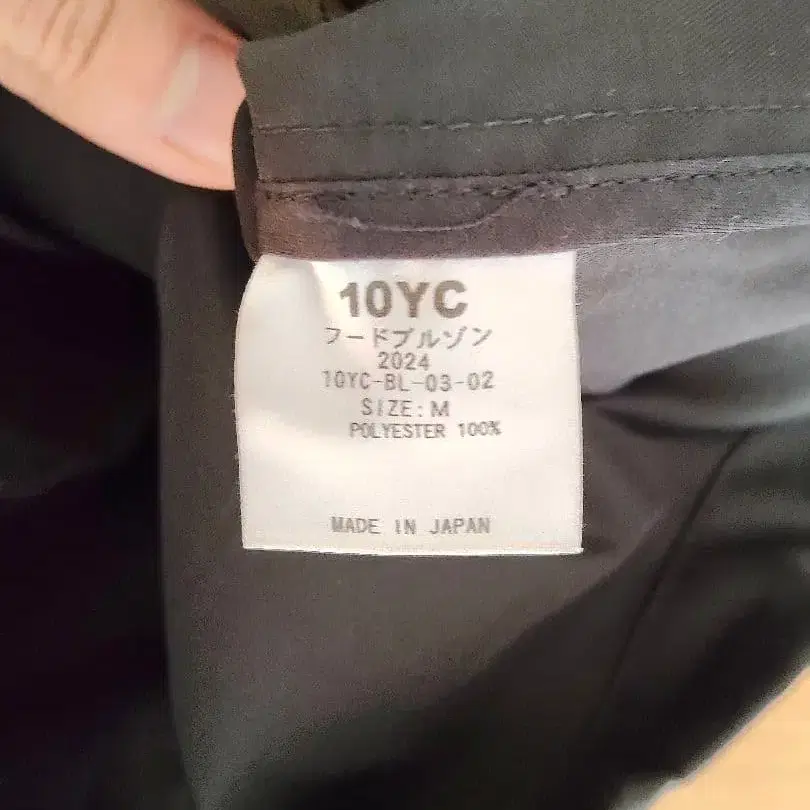 10YC
フードブルゾン
2024
10YC-BL-03-02
SIZE:M
POLYESTER 100%
MADE IN JAPAN